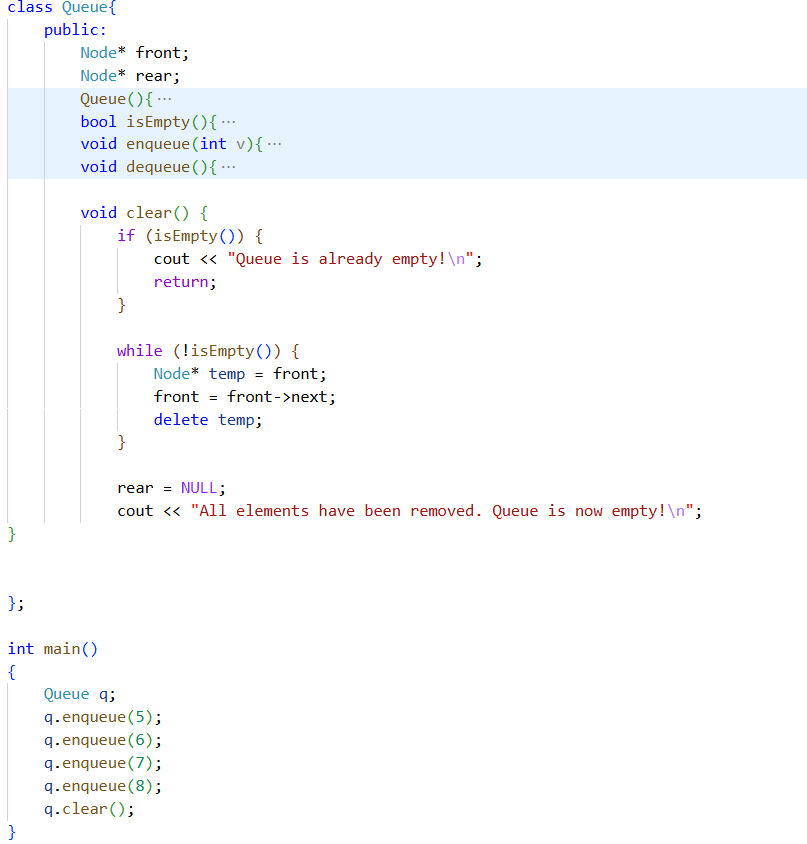 class Queue{
    public:
        Node* front;
        Node* rear;
        Queue(){ ···
        bool isEmpty(){ ···
        void enqueue(int v){ ···
        void dequeue(){ ···
        void clear() {
            if (isEmpty()) {
                cout << "Queue is already empty!\n";
                return;
            }
            while (!isEmpty()) {
                Node* temp = front;
                front = front->next;
                delete temp;
            }
            rear = NULL;
            cout << "All elements have been removed. Queue is now empty!\n";
}
};
int main()
{
    Queue q;
    q.enqueue(5);
    q.enqueue(6);
    q.enqueue(7);
    q.enqueue(8);
    q.clear();
}